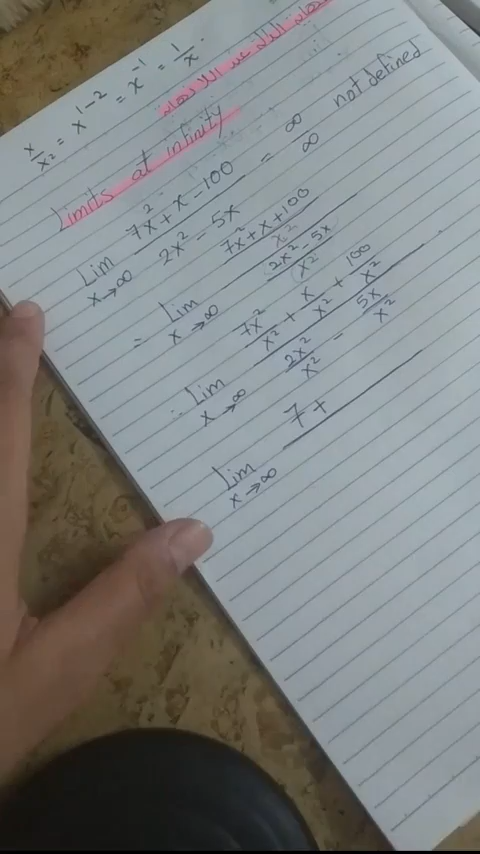 x/x² = x^(1-2) = x^(-1) = 1/x
Limits at infinity
Lim x→∞ (7x²+x-100)/(2x²-5x) = ∞/∞ not defined
= Lim x→∞ ((7x²+x+100)/x²)/((2x²-5x)/x²)
Lim x→∞ (7x²/x² + x/x² + 100/x²)/(2x²/x² - 5x/x²)
Lim x→∞ 7+